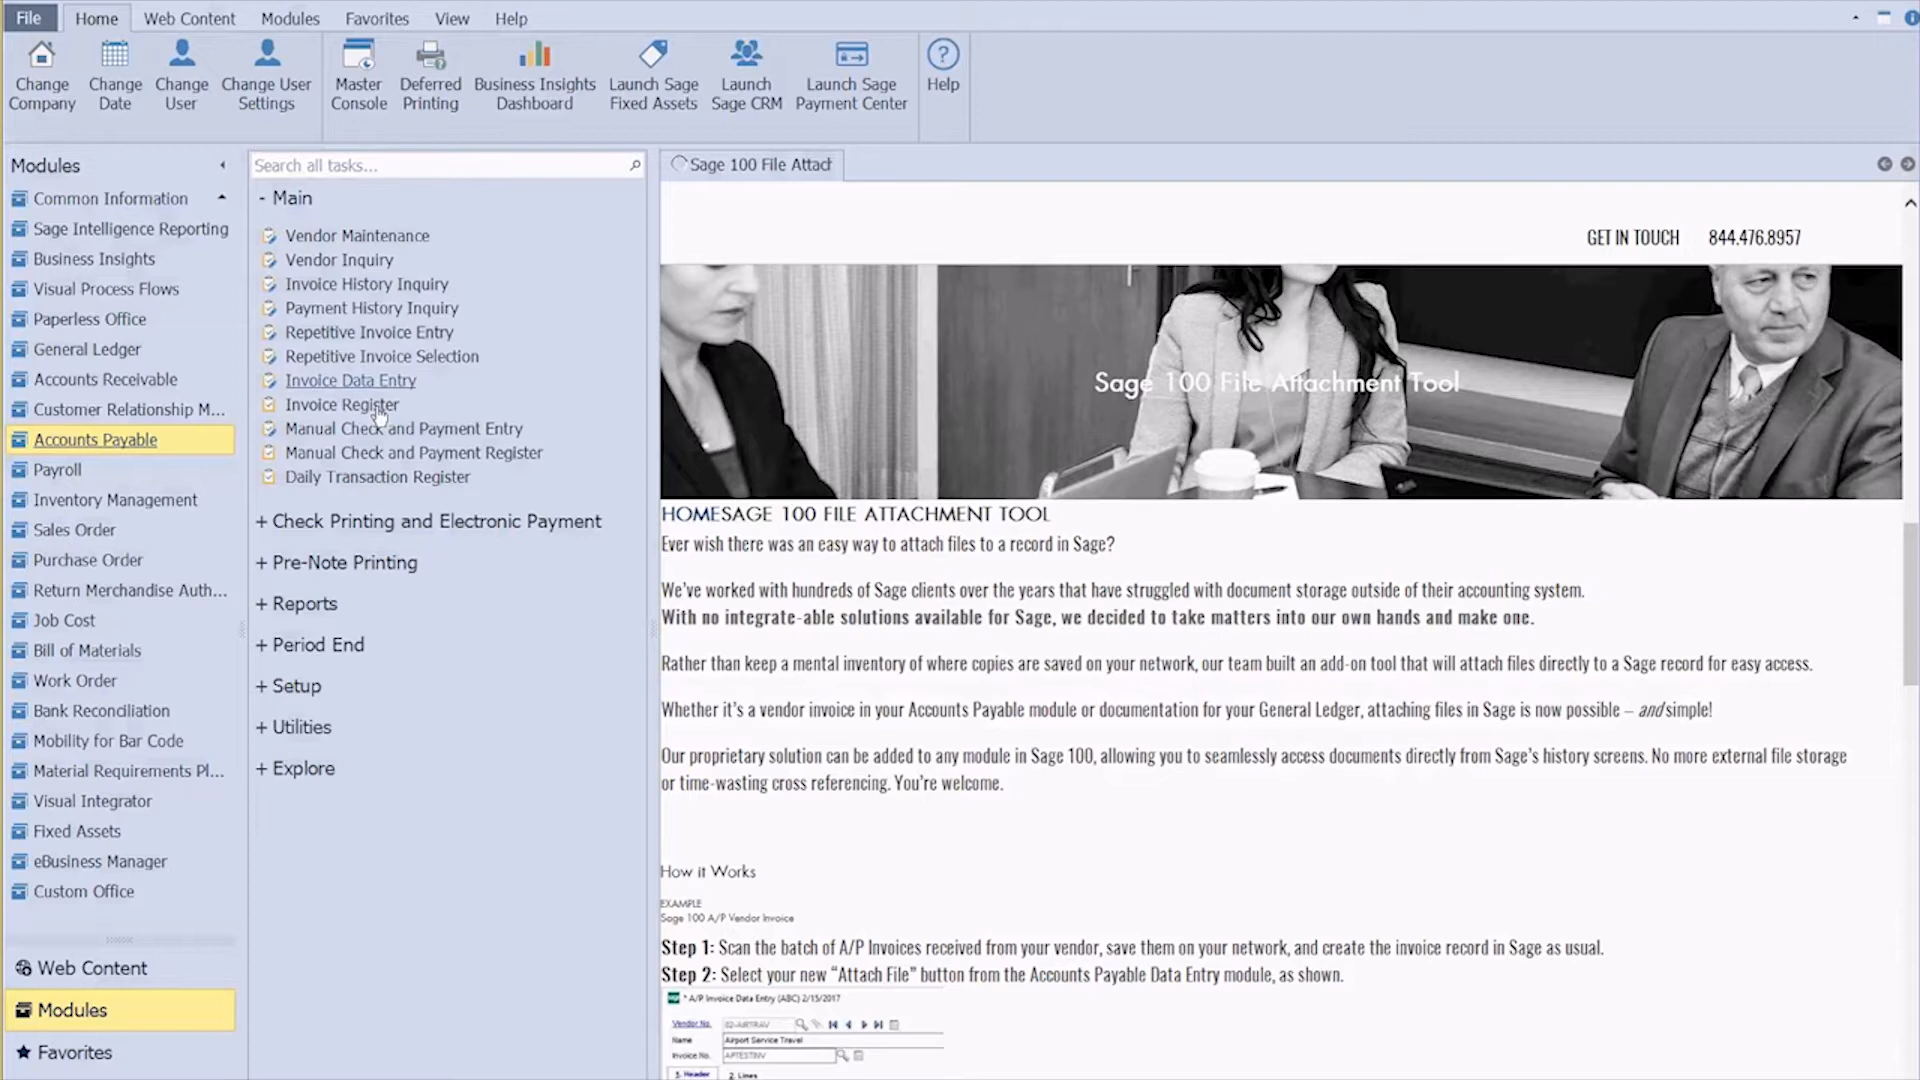 File Home Web Content Modules Favorites View Help
Change Company
Change Date
Change User
Change User Settings
Master Console
Deferred Printing
Business Insights Dashboard
Launch Sage Fixed Assets
Launch Sage CRM
Launch Sage Payment Center
Help
Modules
Common Information
Sage Intelligence Reporting
Business Insights
Visual Process Flows
Paperless Office
General Ledger
Accounts Receivable
Customer Relationship M...
Accounts Payable
Payroll
Inventory Management
Sales Order
Purchase Order
Return Merchandise Auth...
Job Cost
Bill of Materials
Work Order
Bank Reconciliation
Mobility for Bar Code
Material Requirements Pl...
Visual Integrator
Fixed Assets
eBusiness Manager
Custom Office
Web Content
Modules
Favorites
Search all tasks...
- Main
Vendor Maintenance
Vendor Inquiry
Invoice History Inquiry
Payment History Inquiry
Repetitive Invoice Entry
Repetitive Invoice Selection
Invoice Data Entry
Invoice Register
Manual Check and Payment Entry
Manual Check and Payment Register
Daily Transaction Register
+ Check Printing and Electronic Payment
+ Pre-Note Printing
+ Reports
+ Period End
+ Setup
+ Utilities
+ Explore
Sage 100 File Attach
GET IN TOUCH 844.476.8957
Sage 100 File Attachment Tool
HOMESAGE 100 FILE ATTACHMENT TOOL
Ever wish there was an easy way to attach files to a record in Sage?
We've worked with hundreds of Sage clients over the years that have struggled with document storage outside of their accounting system.
With no integrate-able solutions available for Sage, we decided to take matters into our own hands and make one.
Rather than keep a mental inventory of where copies are saved on your network, our team built an add-on tool that will attach files directly to a Sage record for easy access.
Whether it's a vendor invoice in your Accounts Payable module or documentation for your General Ledger, attaching files in Sage is now possible – and simple!
Our proprietary solution can be added to any module in Sage 100, allowing you to seamlessly access documents directly from Sage's history screens. No more external file storage
or time-wasting cross referencing. You're welcome.
How it Works
EXAMPLE
Sage 100 A/P Vendor Invoice
Step 1: Scan the batch of A/P Invoices received from your vendor, save them on your network, and create the invoice record in Sage as usual.
Step 2: Select your new “Attach File” button from the Accounts Payable Data Entry module, as shown.
* A/P Invoice Data Entry (ABC) 2/15/2017
Vendor No. 02-AIRTRAV
Name Airport Service Travel
Invoice No. APTESTINV
1. Header 2. Lines